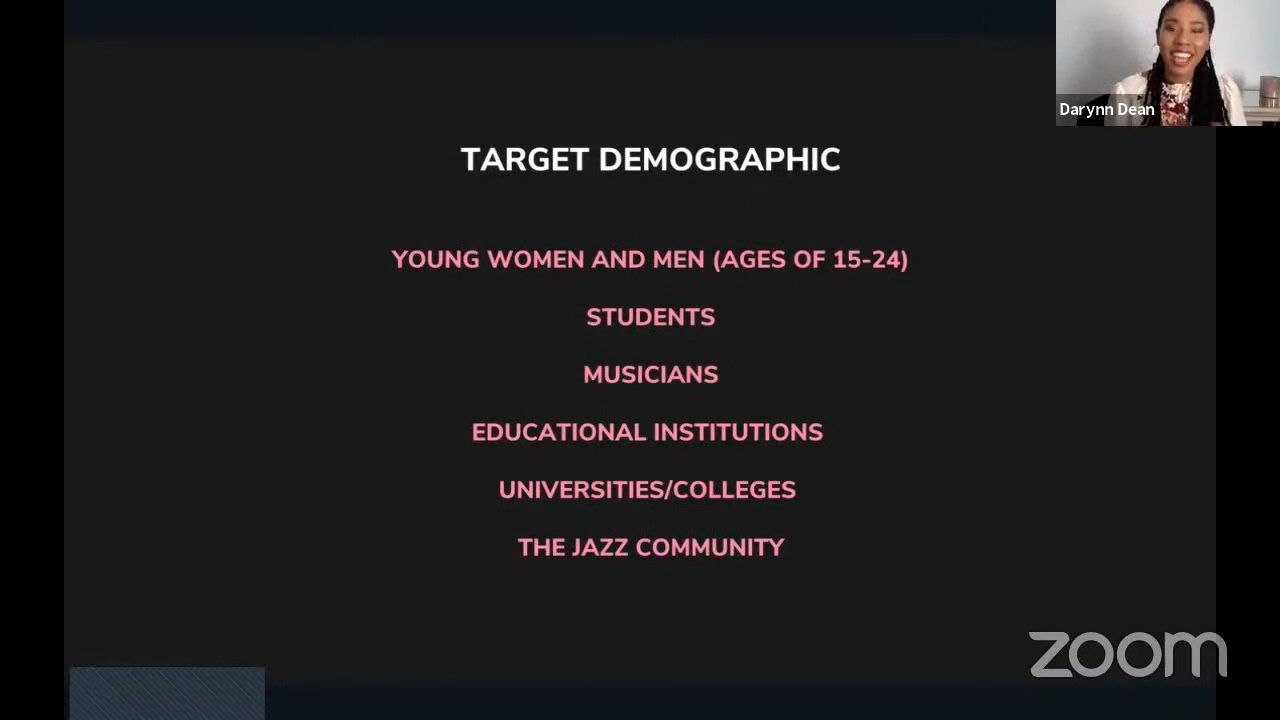 Darynn Dean
TARGET DEMOGRAPHIC
YOUNG WOMEN AND MEN (AGES OF 15-24)
STUDENTS
MUSICIANS
EDUCATIONAL INSTITUTIONS
UNIVERSITIES/COLLEGES
THE JAZZ COMMUNITY
zoom